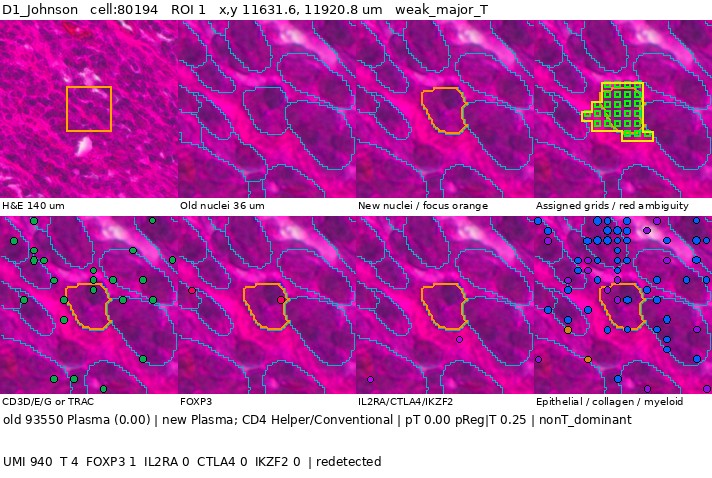 D1_Johnson   cell:80194   ROI 1   x,y 11631.6, 11920.8 um   weak_major_T
H&E 140 um
Old nuclei 36 um
New nuclei / focus orange
Assigned grids / red ambiguity
CD3D/E/G or TRAC
FOXP3
IL2RA/CTLA4/IKZF2
Epithelial / collagen / myeloid
old 93550 Plasma (0.00) | new Plasma; CD4 Helper/Conventional | pT 0.00 pReg|T 0.25 | nonT_dominant
UMI 940  T 4  FOXP3 1  IL2RA 0  CTLA4 0  IKZF2 0  | redetected